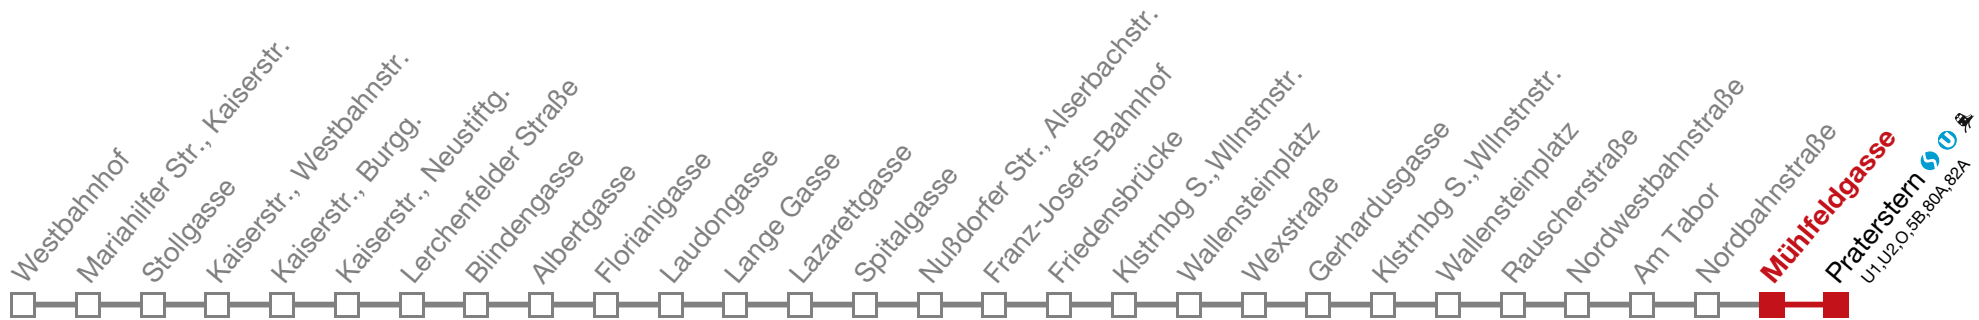 Westbahnhof
Mariahilfer Str., Kaiserstr.
Stollgasse
Kaiserstr., Westbahnstr.
Kaiserstr., Burgg.
Kaiserstr., Neustiftg.
Lerchenfelder Straße
Blindengasse
Albertgasse
Florianigasse
Laudongasse
Lange Gasse
Lazarettgasse
Spitalgasse
Nußdorfer Str., Alserbachstr.
Franz-Josefs-Bahnhof
Friedensbrücke
Klstrnbg S.,Wllnstnstr.
Wallensteinplatz
Wexstraße
Gerhardusgasse
Klstrnbg S.,Wllnstnstr.
Wallensteinplatz
Rauscherstraße
Nordwestbahnstraße
Am Tabor
Nordbahnstraße
Mühlfeldgasse
Praterstern S U
U1,U2,O,5B,80A,82A